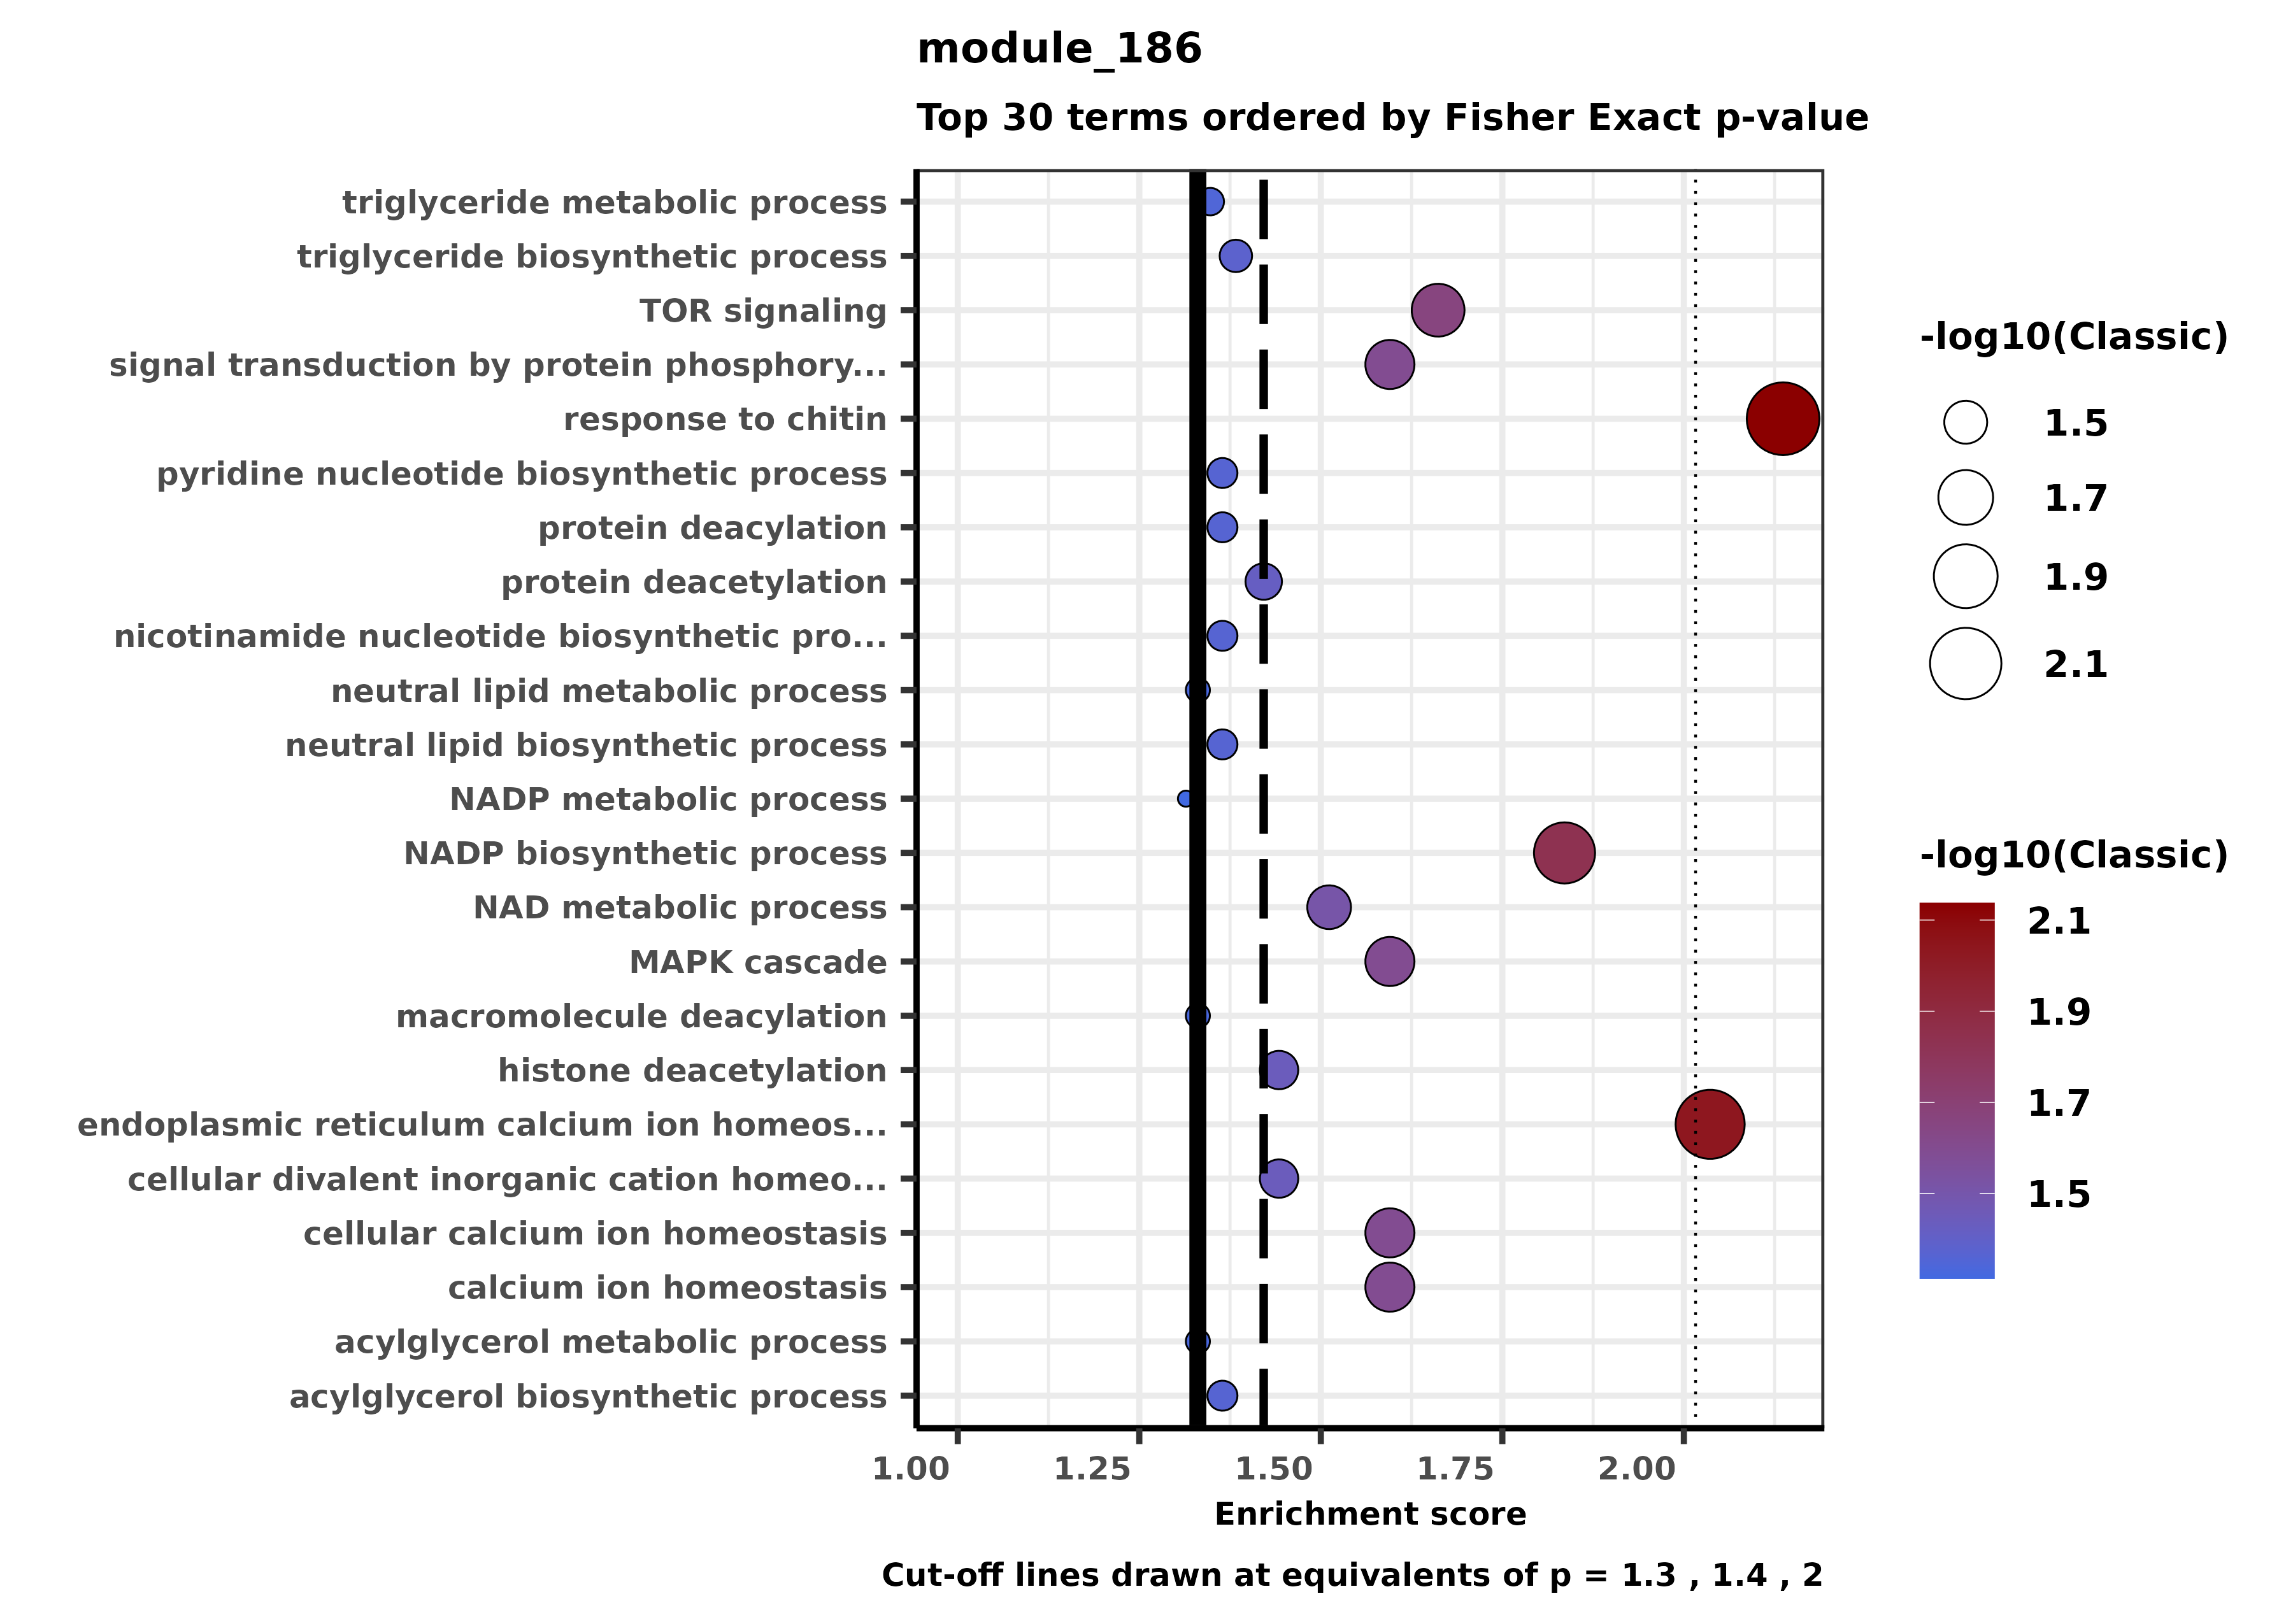 module_186
Top 30 terms ordered by Fisher Exact p-value
triglyceride metabolic process
triglyceride biosynthetic process
TOR signaling
signal transduction by protein phosphory...
response to chitin
pyridine nucleotide biosynthetic process
protein deacylation
protein deacetylation
nicotinamide nucleotide biosynthetic pro...
neutral lipid metabolic process
neutral lipid biosynthetic process
NADP metabolic process
NADP biosynthetic process
NAD metabolic process
MAPK cascade
macromolecule deacylation
histone deacetylation
endoplasmic reticulum calcium ion homeos...
cellular divalent inorganic cation homeo...
cellular calcium ion homeostasis
calcium ion homeostasis
acylglycerol metabolic process
acylglycerol biosynthetic process
1.00 1.25 1.50 1.75 2.00
Enrichment score
Cut-off lines drawn at equivalents of p = 1.3 , 1.4 , 2
-log10(Classic)
1.5
1.7
1.9
2.1
-log10(Classic)
2.1
1.9
1.7
1.5